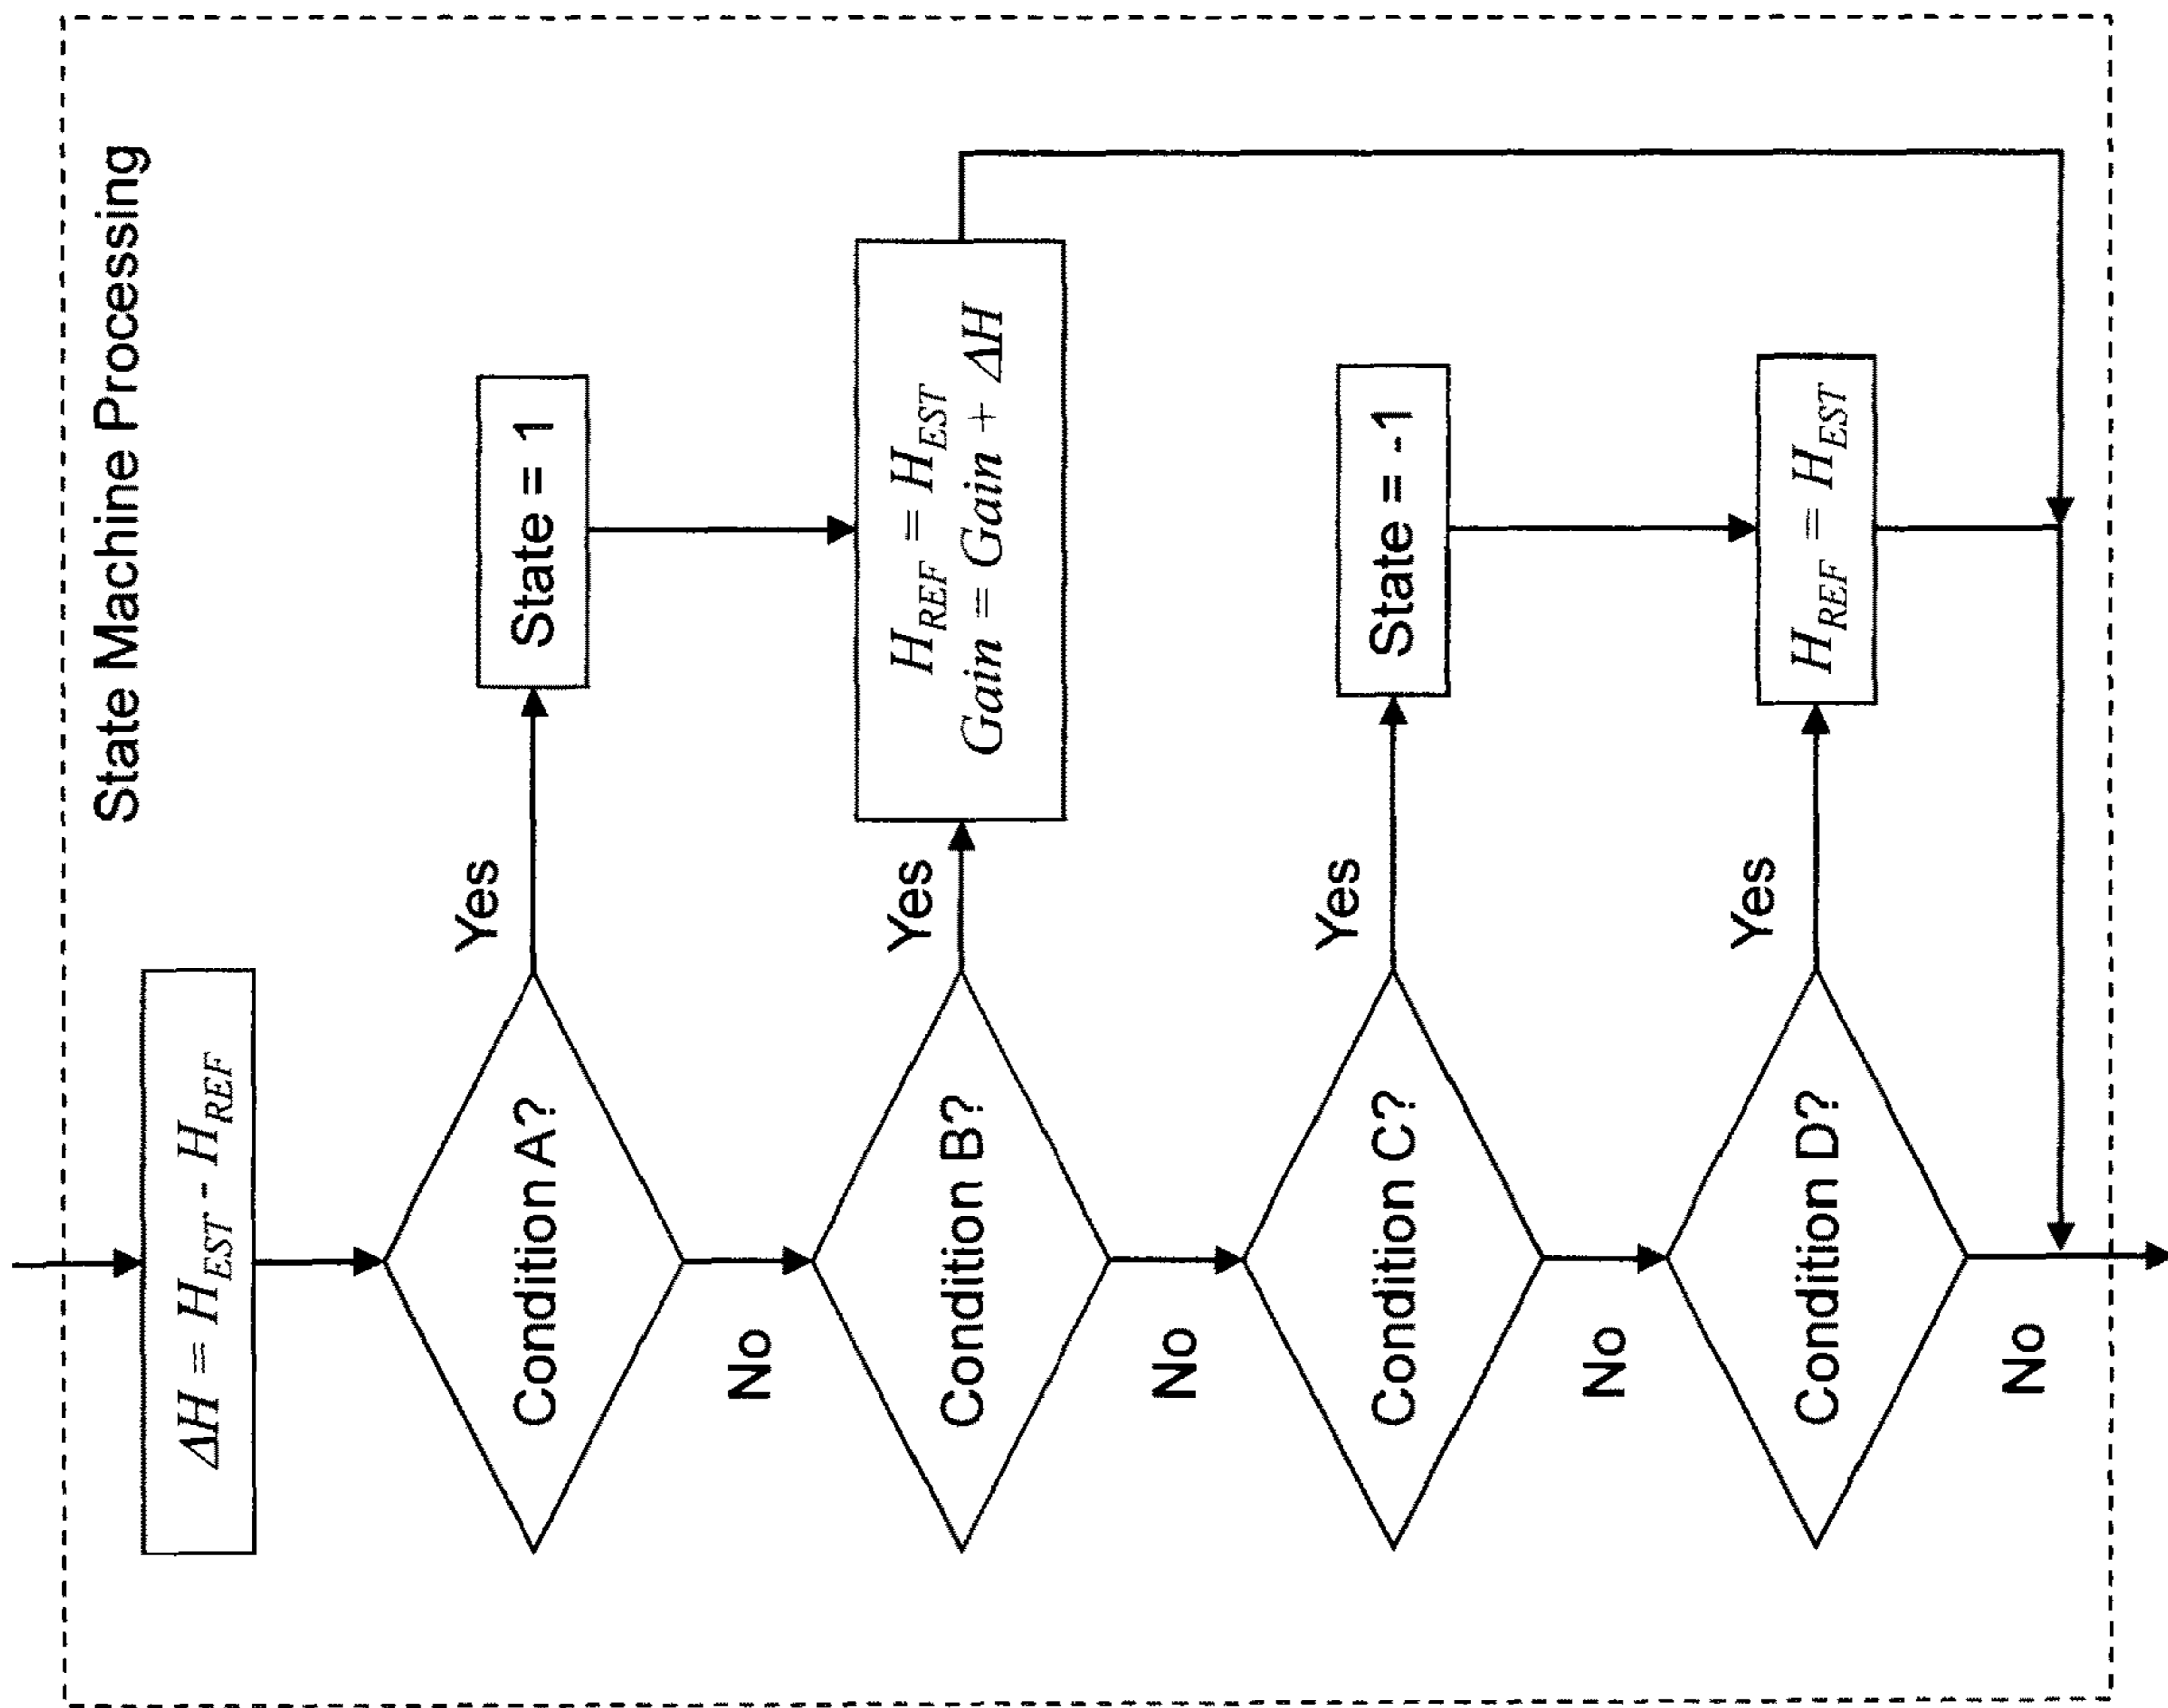 State Machine Processing
ΔH = H_EST - H_REF
Condition A?
Yes
State = 1
No
Condition B?
Yes
H_REF = H_EST
Gain = Gain + ΔH
No
Condition C?
Yes
State = -1
No
Condition D?
Yes
H_REF = H_EST
No